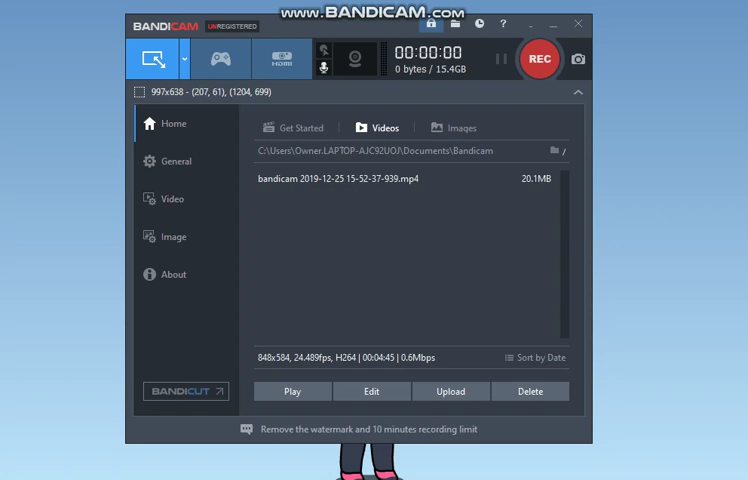 www.BANDICAM.com
BANDICAM UNREGISTERED
HDMI
00:00:00
0 bytes / 15.4GB
REC
997x638 - (207, 61), (1204, 699)
Home
General
Video
Image
About
BANDICUT
Get Started
Videos
Images
C:\Users\Owner.LAPTOP-AJC92UOJ\Documents\Bandicam
bandicam 2019-12-25 15-52-37-939.mp4 20.1MB
848x584, 24.489fps, H264 | 00:04:45 | 0.6Mbps
Sort by Date
Play
Edit
Upload
Delete
Remove the watermark and 10 minutes recording limit